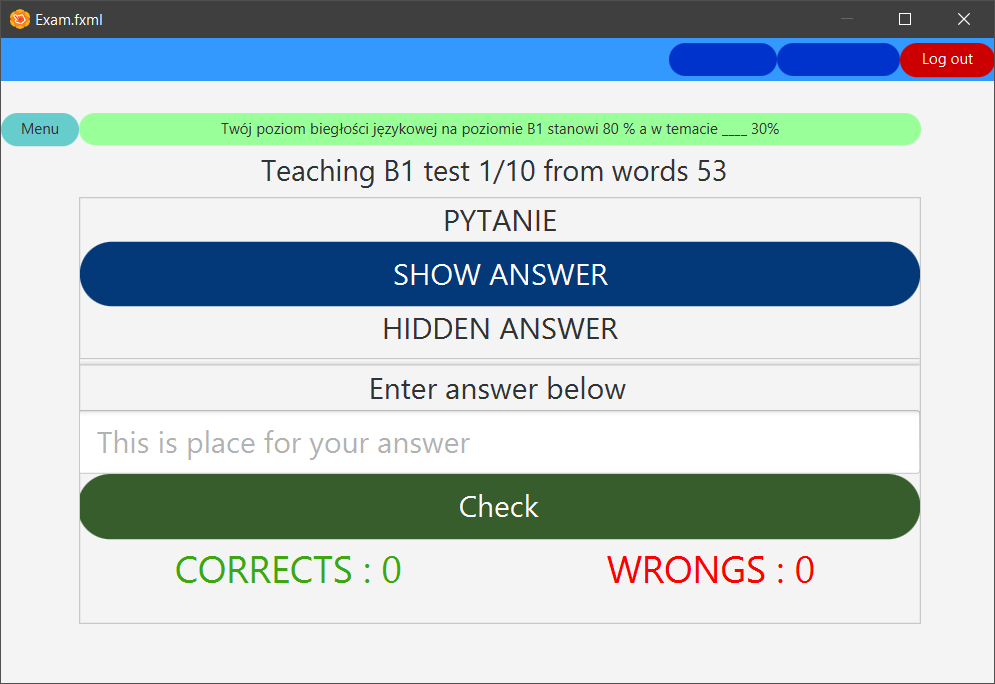 Exam.fxml
Log out
Menu
Twój poziom biegłości językowej na poziomie B1 stanowi 80 % a w temacie ____ 30%
Teaching B1 test 1/10 from words 53
PYTANIE
SHOW ANSWER
HIDDEN ANSWER
Enter answer below
This is place for your answer
Check
CORRECTS : 0
WRONGS : 0